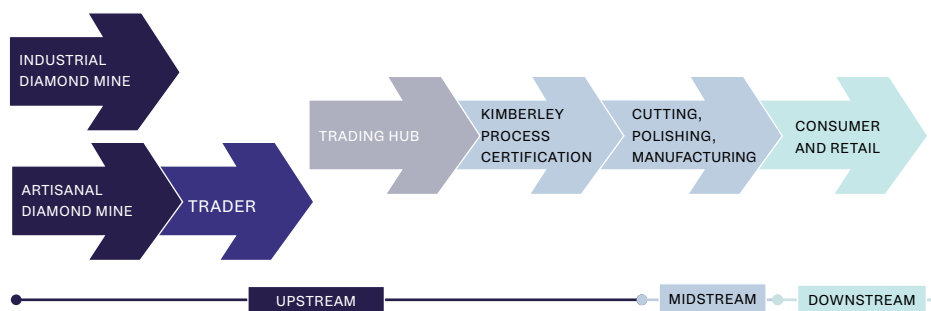 INDUSTRIAL
DIAMOND MINE
ARTISANAL
DIAMOND MINE
TRADER
TRADING HUB
KIMBERLEY
PROCESS
CERTIFICATION
CUTTING,
POLISHING,
MANUFACTURING
CONSUMER
AND RETAIL
UPSTREAM
MIDSTREAM
DOWNSTREAM